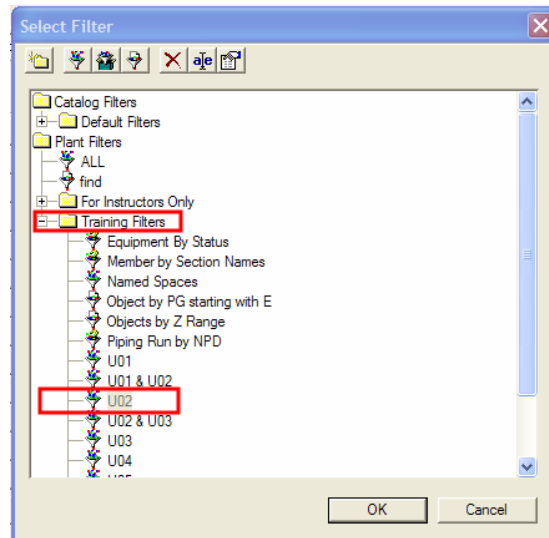 Select Filter
a|e
Catalog Filters
Default Filters
Plant Filters
ALL
find
For Instructors Only
Training Filters
Equipment By Status
Member by Section Names
Named Spaces
Object by PG starting with E
Objects by Z Range
Piping Run by NPD
U01
U01 & U02
U02
U02 & U03
U03
U04
OK Cancel